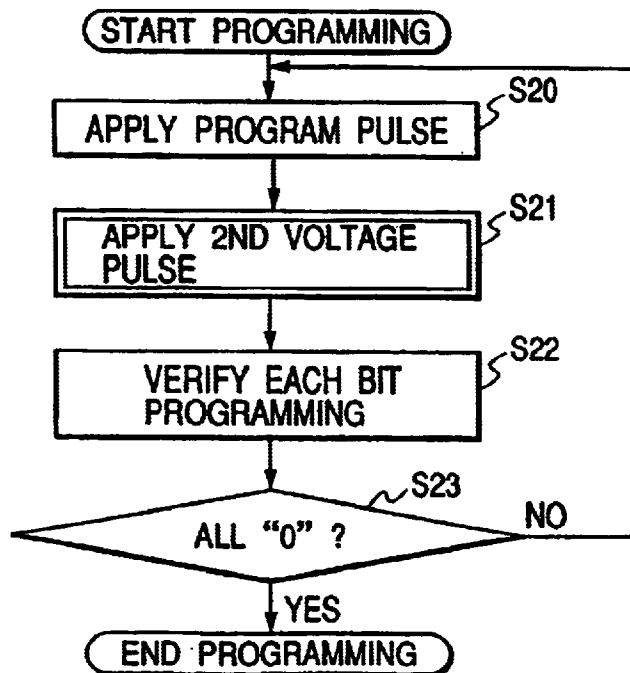 START PROGRAMMING
S20
APPLY PROGRAM PULSE
S21
APPLY 2ND VOLTAGE
PULSE
S22
VERIFY EACH BIT
PROGRAMMING
S23
ALL “0” ?
NO
YES
END PROGRAMMING